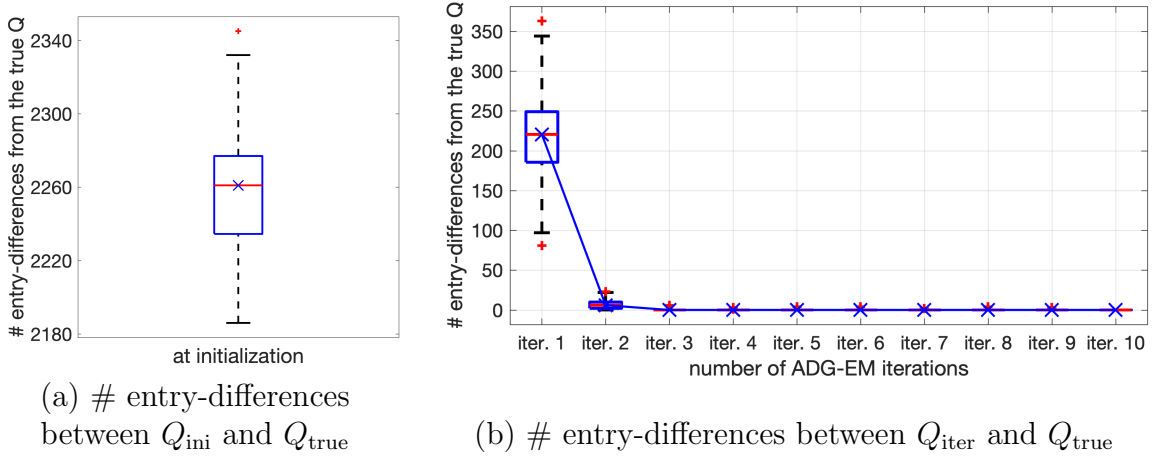 # entry-differences from the true Q
2340
2300
2260
2220
2180
at initialization
(a) # entry-differences
between Q_ini and Q_true
# entry-differences from the true Q
350
300
250
200
150
100
50
0
iter. 1 iter. 2 iter. 3 iter. 4 iter. 5 iter. 6 iter. 7 iter. 8 iter. 9 iter. 10
number of ADG-EM iterations
(b) # entry-differences between Q_iter and Q_true